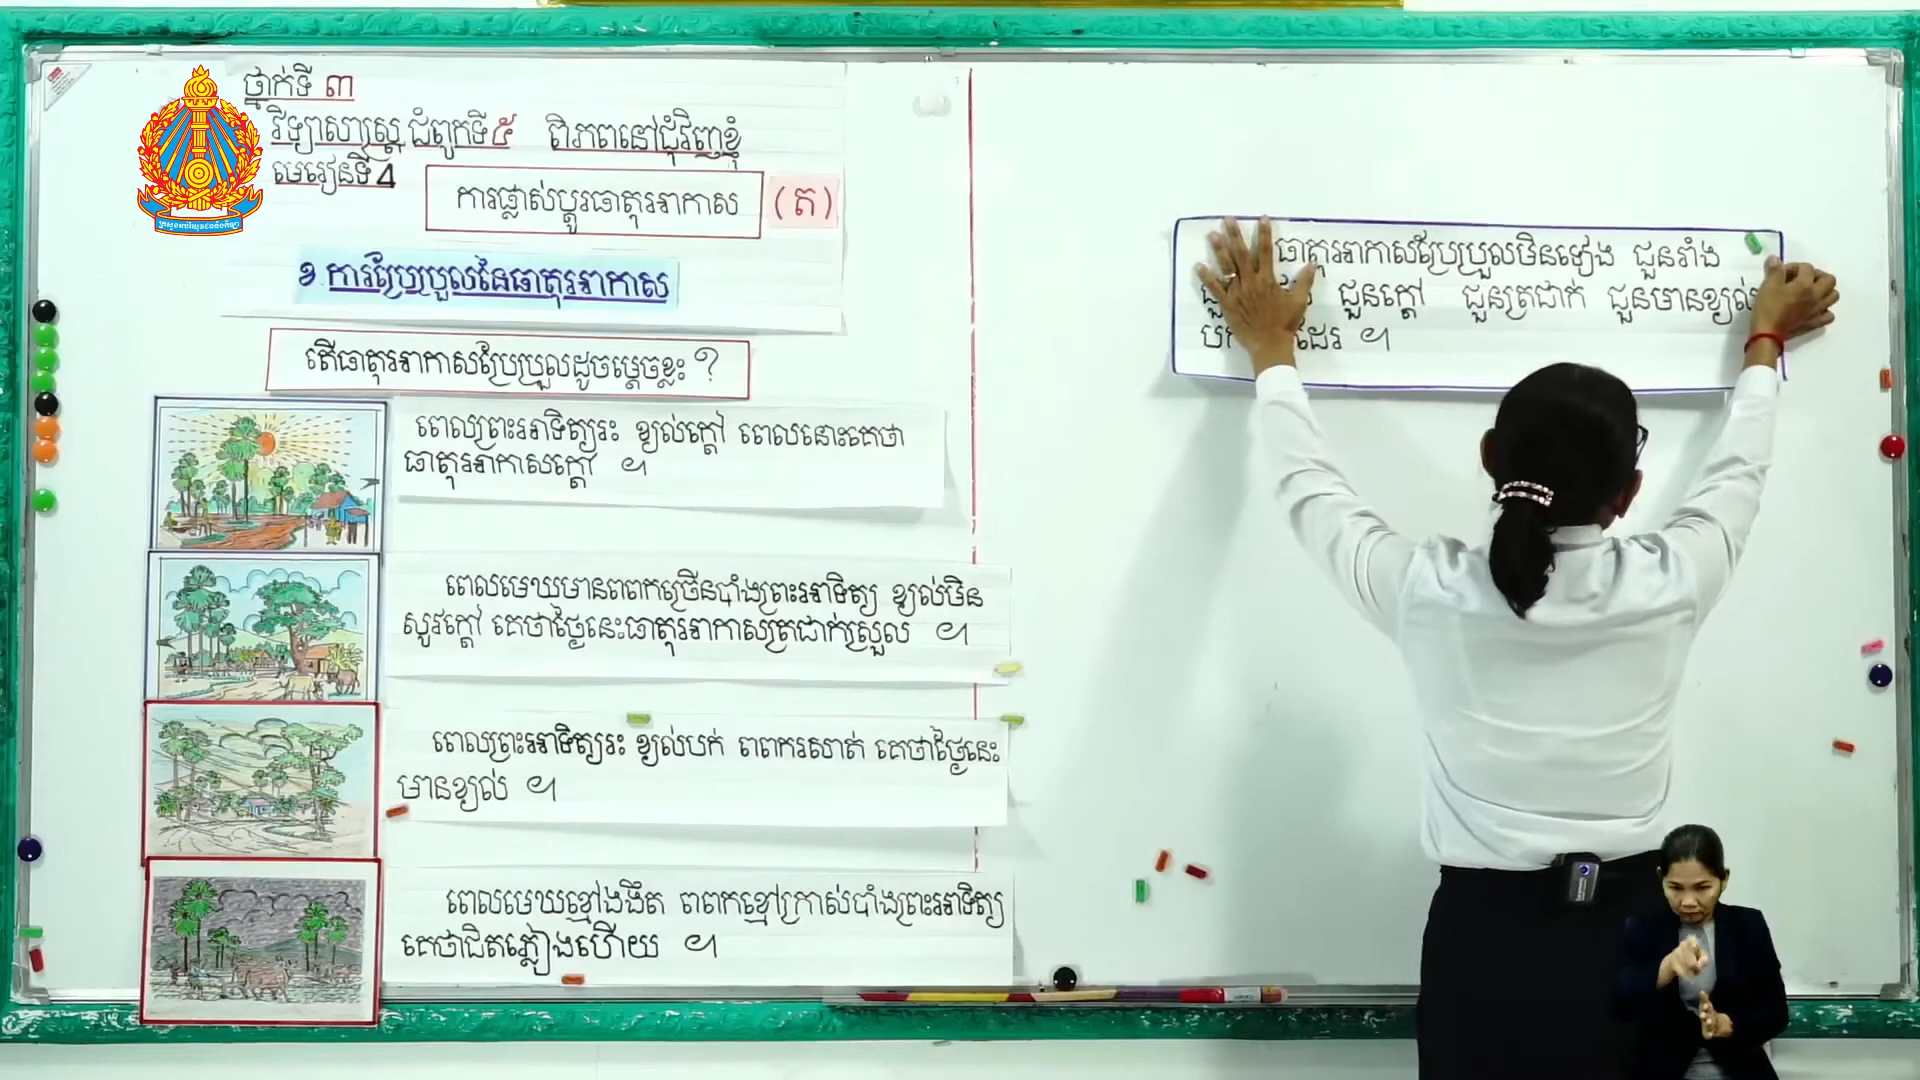 ថ្នាក់ទី ៣
វិទ្យាសាស្ត្រ ជំពូកទី៥ ពិភពនៅជុំវិញខ្ញុំ
មេរៀនទី4
ការផ្លាស់ប្ដូរធាតុអាកាស (ត)
ខ ការប្រែប្រួលនៃធាតុអាកាស
តើធាតុអាកាសប្រែប្រួលដូចម្ដេចខ្លះ ?
ពេលព្រះអាទិត្យរះ ខ្យល់ក្ដៅ ពេលនោះគេថា
ធាតុអាកាសក្ដៅ ។
ពេលមេឃមានពពកច្រើនបាំងព្រះអាទិត្យ ខ្យល់មិន
សូវក្ដៅ គេថាថ្ងៃនេះធាតុអាកាសត្រជាក់ស្រួល ។
ពេលព្រះអាទិត្យរះ ខ្យល់បក់ ពពករសាត់ គេថាថ្ងៃនេះ
មានខ្យល់ ។
ពេលមេឃខ្មៅងងឹត ពពកខ្មៅក្រាស់បាំងព្រះអាទិត្យ
គេថាជិតភ្លៀងហើយ ។
ធាតុអាកាសប្រែប្រួលមិនទៀង ជួនរាំង
ជួនក្ដៅ ជួនត្រជាក់ ជួនមានខ្យល់
ដែរ ។